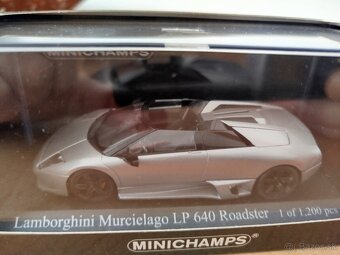 MINICHAMPS
Lamborghini Murcielago LP 640 Roadster 1 of 1.200 pcs
MINICHAMPS